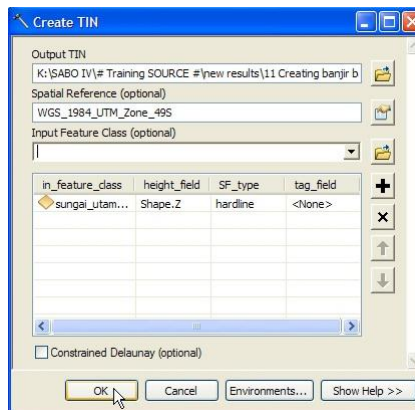 Create TIN
Output TIN
K:\SABO IV\# Training SOURCE #\new results\11 Creating banjir b
Spatial Reference (optional)
WGS_1984_UTM_Zone_49S
Input Feature Class (optional)
in_feature_class height_field SF_type tag_field
sungai_utam... Shape.Z hardline <None>
Constrained Delaunay (optional)
OK Cancel Environments... Show Help >>